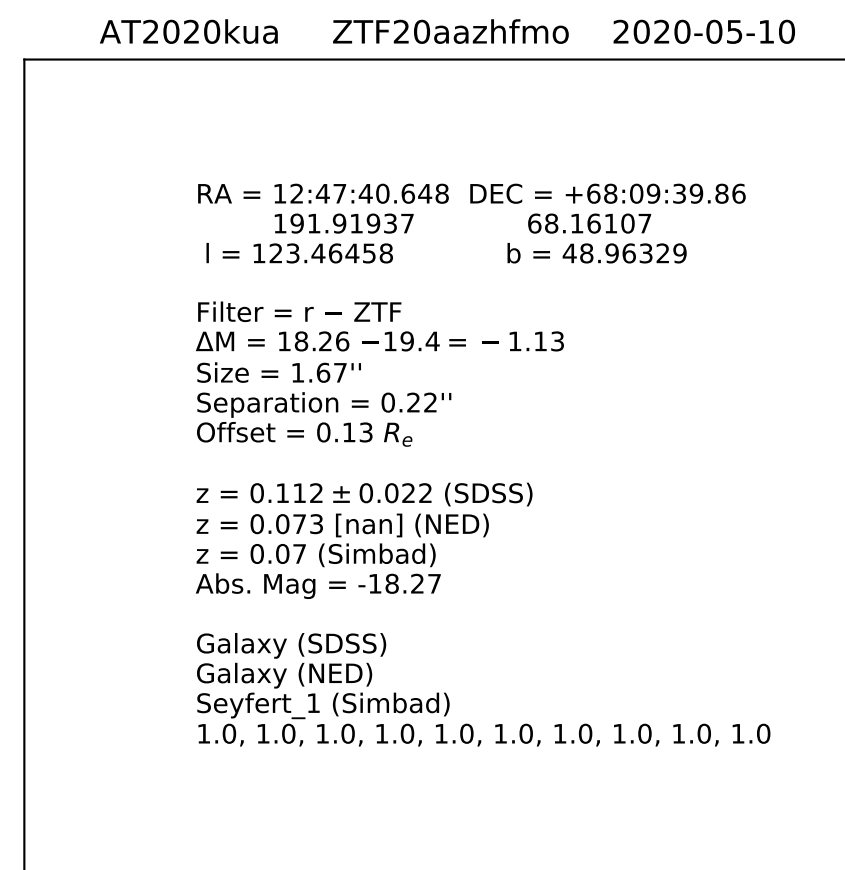 AT2020kua ZTF20aazhfmo 2020-05-10
RA = 12:47:40.648 DEC = +68:09:39.86
191.91937 68.16107
l = 123.46458 b = 48.96329
Filter = r − ZTF
ΔM = 18.26 −19.4 = − 1.13
Size = 1.67''
Separation = 0.22''
Offset = 0.13 Rₑ
z = 0.112 ± 0.022 (SDSS)
z = 0.073 [nan] (NED)
z = 0.07 (Simbad)
Abs. Mag = -18.27
Galaxy (SDSS)
Galaxy (NED)
Seyfert_1 (Simbad)
1.0, 1.0, 1.0, 1.0, 1.0, 1.0, 1.0, 1.0, 1.0, 1.0